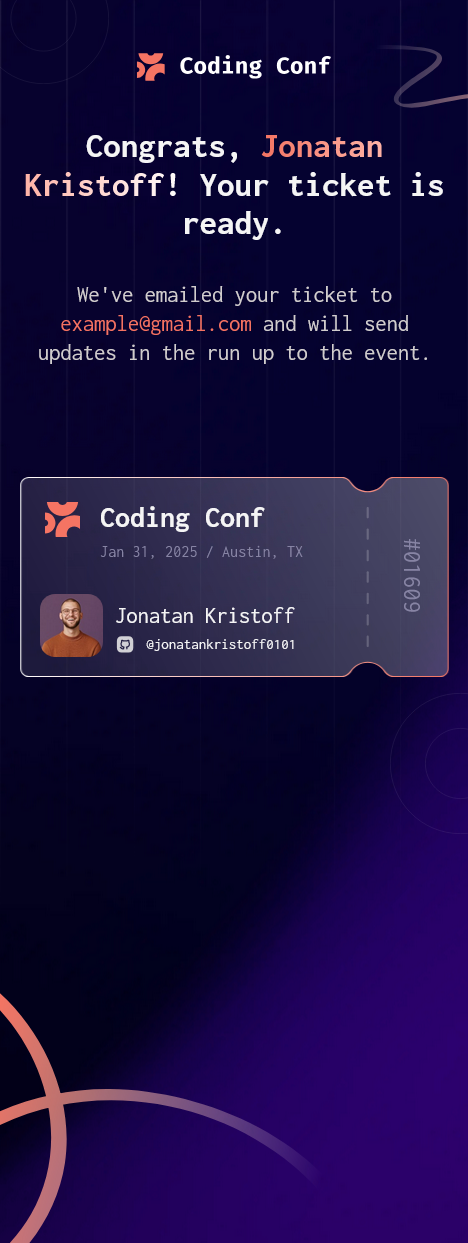 Coding Conf
Congrats, Jonatan
Kristoff! Your ticket is
ready.
We've emailed your ticket to
example@gmail.com and will send
updates in the run up to the event.
Coding Conf
Jan 31, 2025 / Austin, TX
Jonatan Kristoff
@jonatankristoff0101
#01609